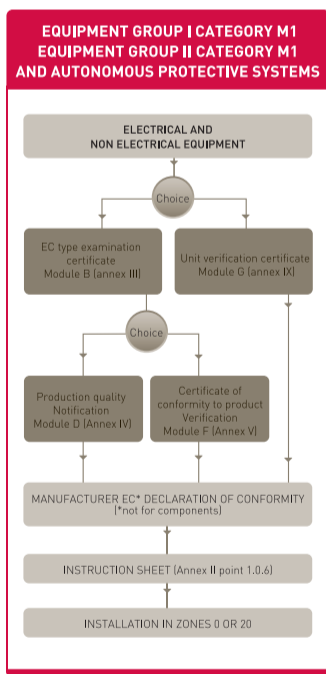 EQUIPMENT GROUP I CATEGORY M1
EQUIPMENT GROUP II CATEGORY M1
AND AUTONOMOUS PROTECTIVE SYSTEMS
ELECTRICAL AND
NON ELECTRICAL EQUIPMENT
Choice
EC type examination
certificate
Module B (annex III)
Unit verification certificate
Module G (annex IX)
Choice
Production quality
Notification
Module D (Annex IV)
Certificate of
conformity to product
Verification
Module F (Annex V)
MANUFACTURER EC* DECLARATION OF CONFORMITY
(*not for components)
INSTRUCTION SHEET (Annex II point 1.0.6)
INSTALLATION IN ZONES 0 OR 20